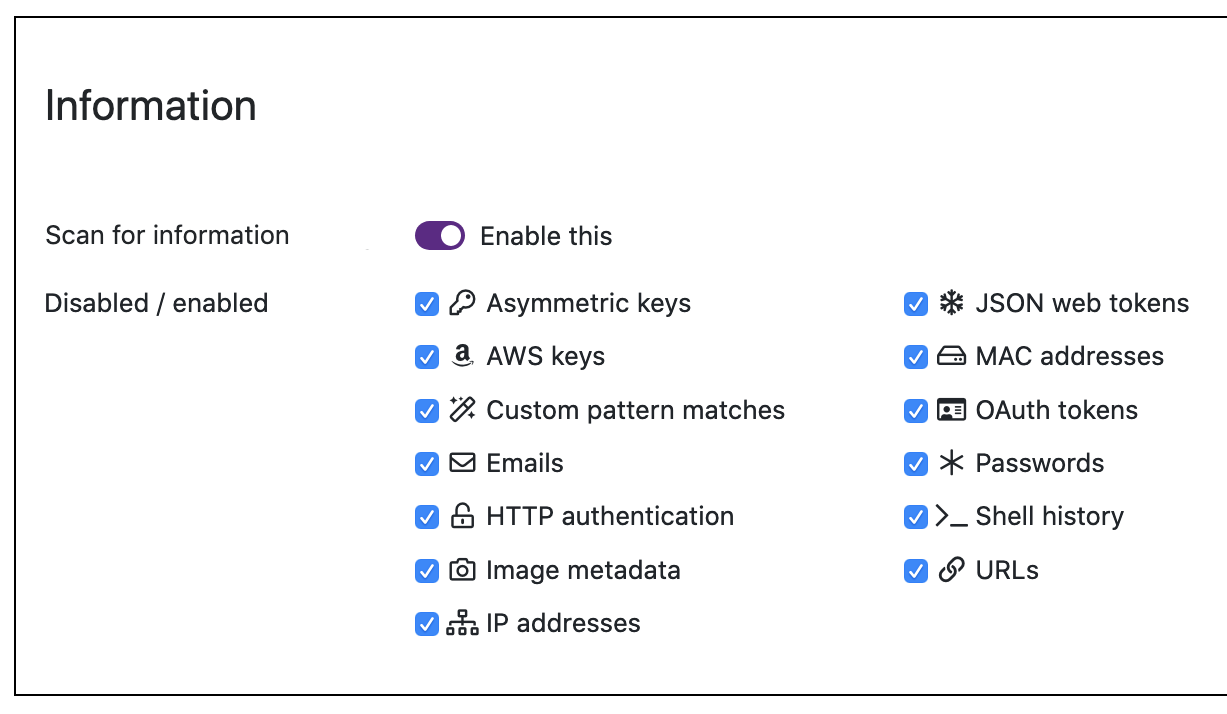 Information
Scan for information Enable this
Disabled / enabled
Asymmetric keys JSON web tokens
AWS keys MAC addresses
Custom pattern matches OAuth tokens
Emails Passwords
HTTP authentication Shell history
Image metadata URLs
IP addresses